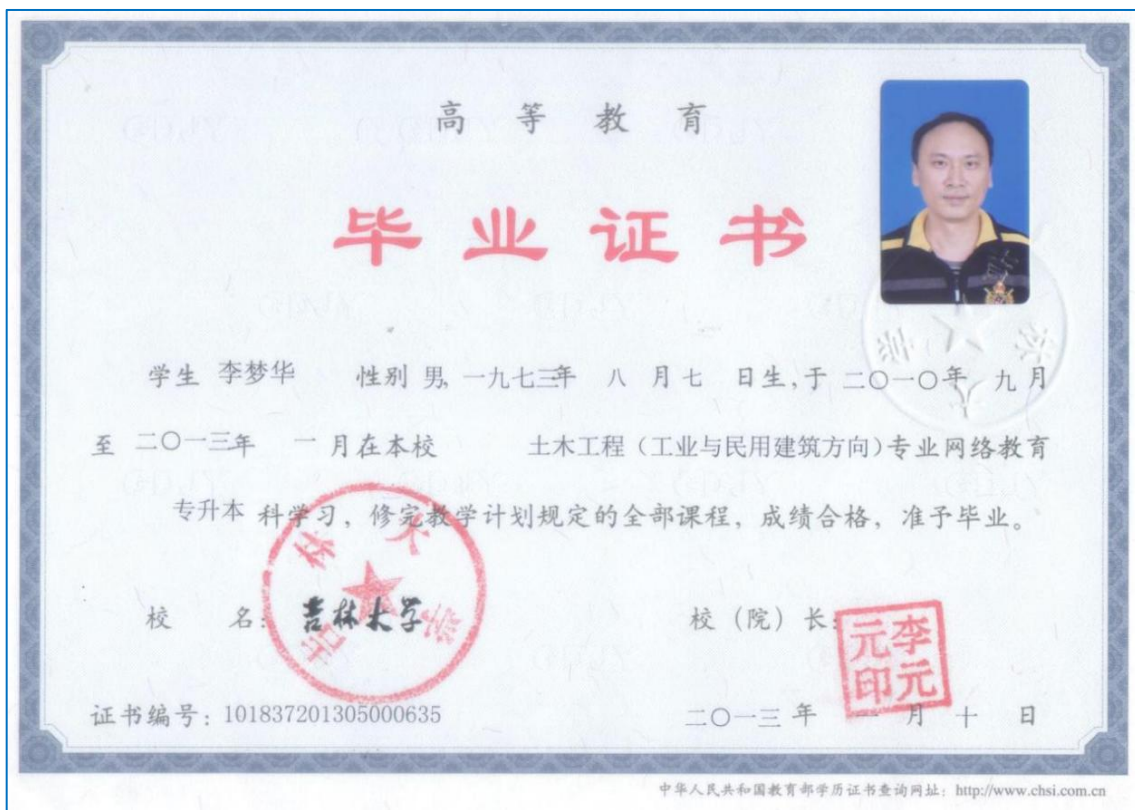 高等教育
毕业证书
学生 李梦华 性别 男, 一九七三年 八 月 七 日生, 于 二〇一〇年 九 月
至 二〇一三年 一 月在本校 土木工程（工业与民用建筑方向）专业网络教育
专升本 科学习，修完教学计划规定的全部课程，成绩合格，准予毕业。
校 名：吉林大学
校（院）长：
吉林大学
李元元印
证书编号：101837201305000635
二〇一三 年 一 月 十 日
中华人民共和国教育部学历证书查询网址：http://www.chsi.com.cn